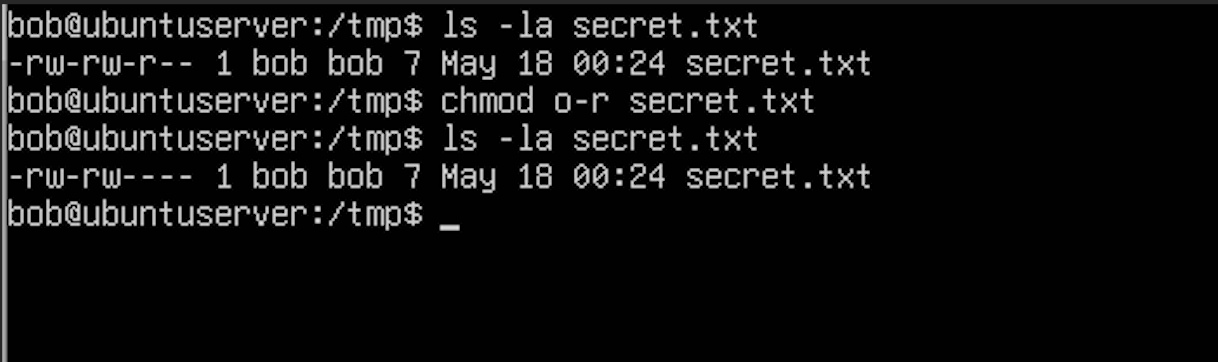 bob@ubuntuserver:/tmp$ ls -la secret.txt
-rw-rw-r-- 1 bob bob 7 May 18 00:24 secret.txt
bob@ubuntuserver:/tmp$ chmod o-r secret.txt
bob@ubuntuserver:/tmp$ ls -la secret.txt
-rw-rw---- 1 bob bob 7 May 18 00:24 secret.txt
bob@ubuntuserver:/tmp$ _